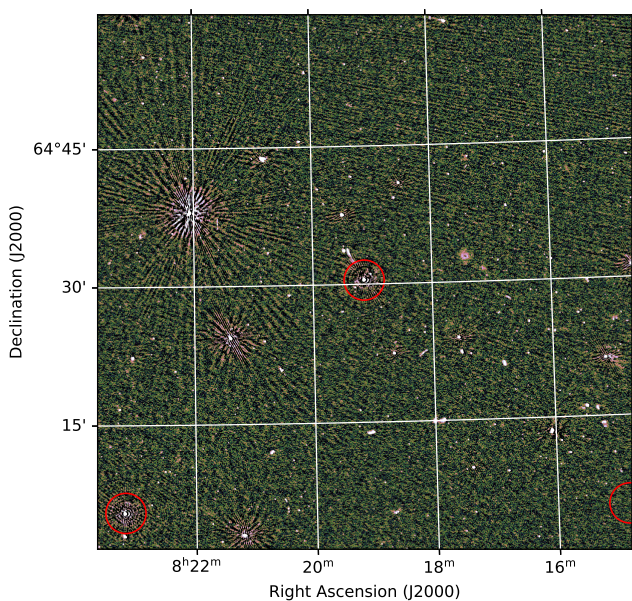 64°45'
30'
15'
8ʰ22ᵐ
20ᵐ
18ᵐ
16ᵐ
Right Ascension (J2000)
Declination (J2000)